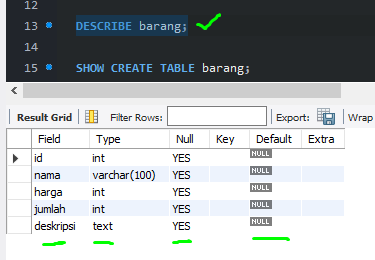 12
13 DESCRIBE barang;
14
15 SHOW CREATE TABLE barang;
Result Grid Filter Rows: Export: Wrap
Field Type Null Key Default Extra
id int YES NULL
nama varchar(100) YES NULL
harga int YES NULL
jumlah int YES NULL
deskripsi text YES NULL